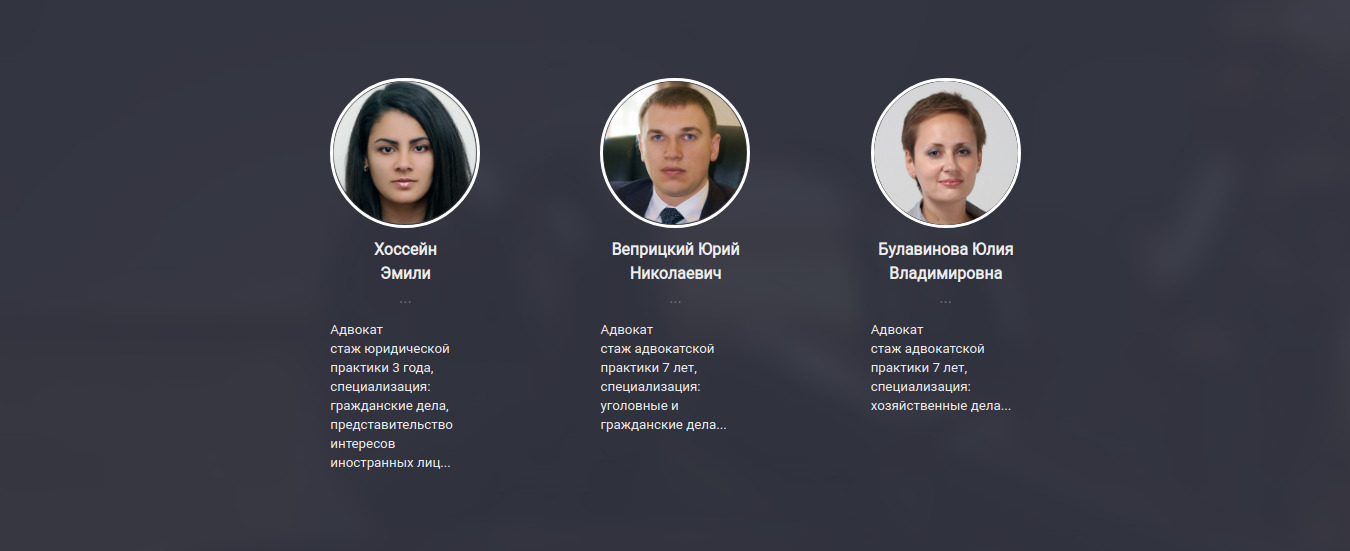 Хоссейн
Эмили
...
Адвокат
стаж юридической
практики 3 года,
специализация:
гражданские дела,
представительство
интересов
иностранных лиц...
Веприцкий Юрий
Николаевич
...
Адвокат
стаж адвокатской
практики 7 лет,
специализация:
уголовные и
гражданские дела...
Булавинова Юлия
Владимировна
...
Адвокат
стаж адвокатской
практики 7 лет,
специализация:
хозяйственные дела...